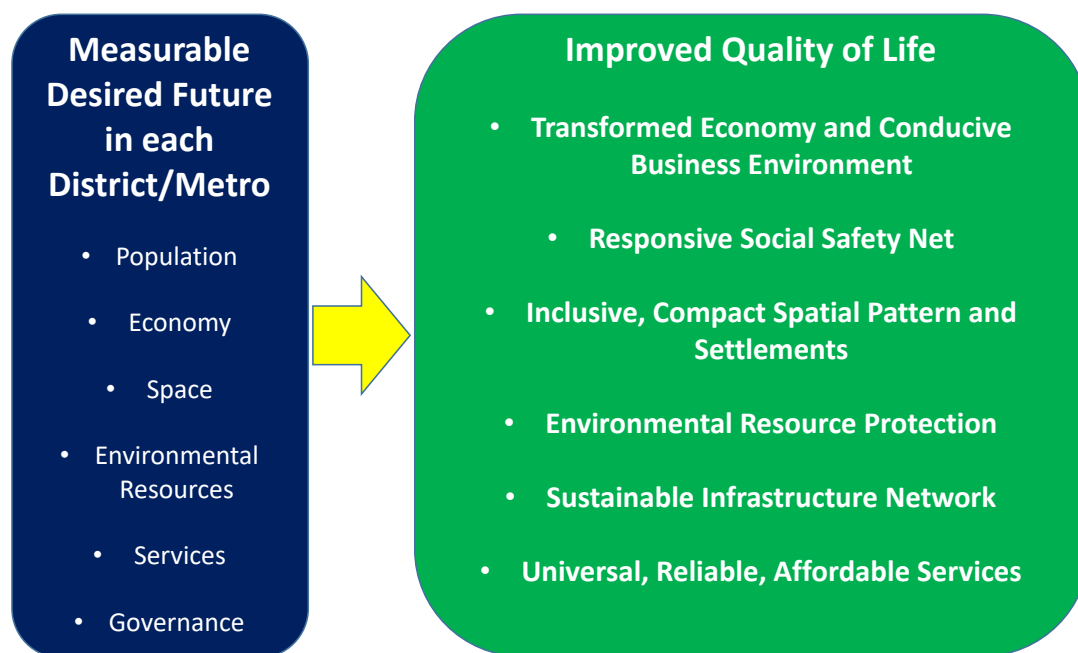 Measurable
Desired Future
in each
District/Metro
• Population
• Economy
• Space
• Environmental
Resources
• Services
• Governance
Improved Quality of Life
• Transformed Economy and Conducive
Business Environment
• Responsive Social Safety Net
• Inclusive, Compact Spatial Pattern and
Settlements
• Environmental Resource Protection
• Sustainable Infrastructure Network
• Universal, Reliable, Affordable Services